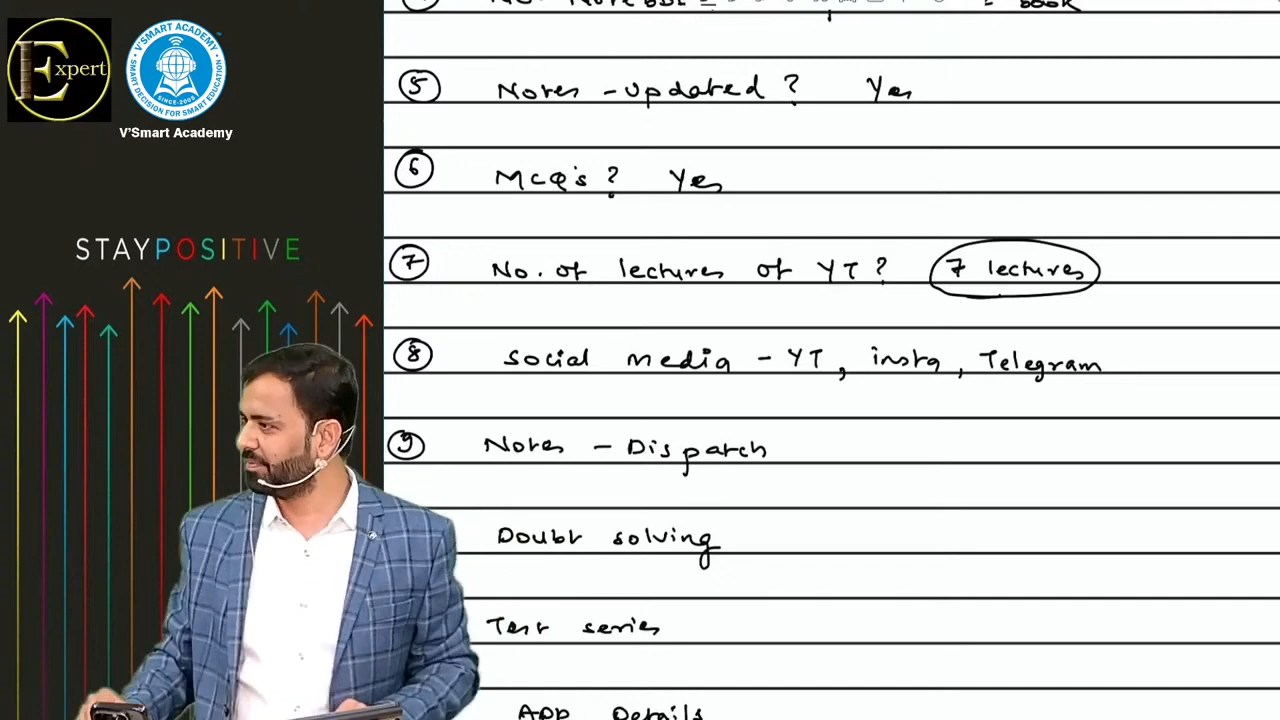 Expert
V'SMART ACADEMY
SMART DECISION FOR SMART EDUCATION
SINCE-2005
V'Smart Academy
STAYPOSITIVE
book
5 Notes - updated? Yes
6 MCQ's? Yes
7 No. of lectures of YT? 7 lectures
8 Social media - YT, insta, Telegram
9 Notes - Dispatch
Doubt solving
Test series
APP Details